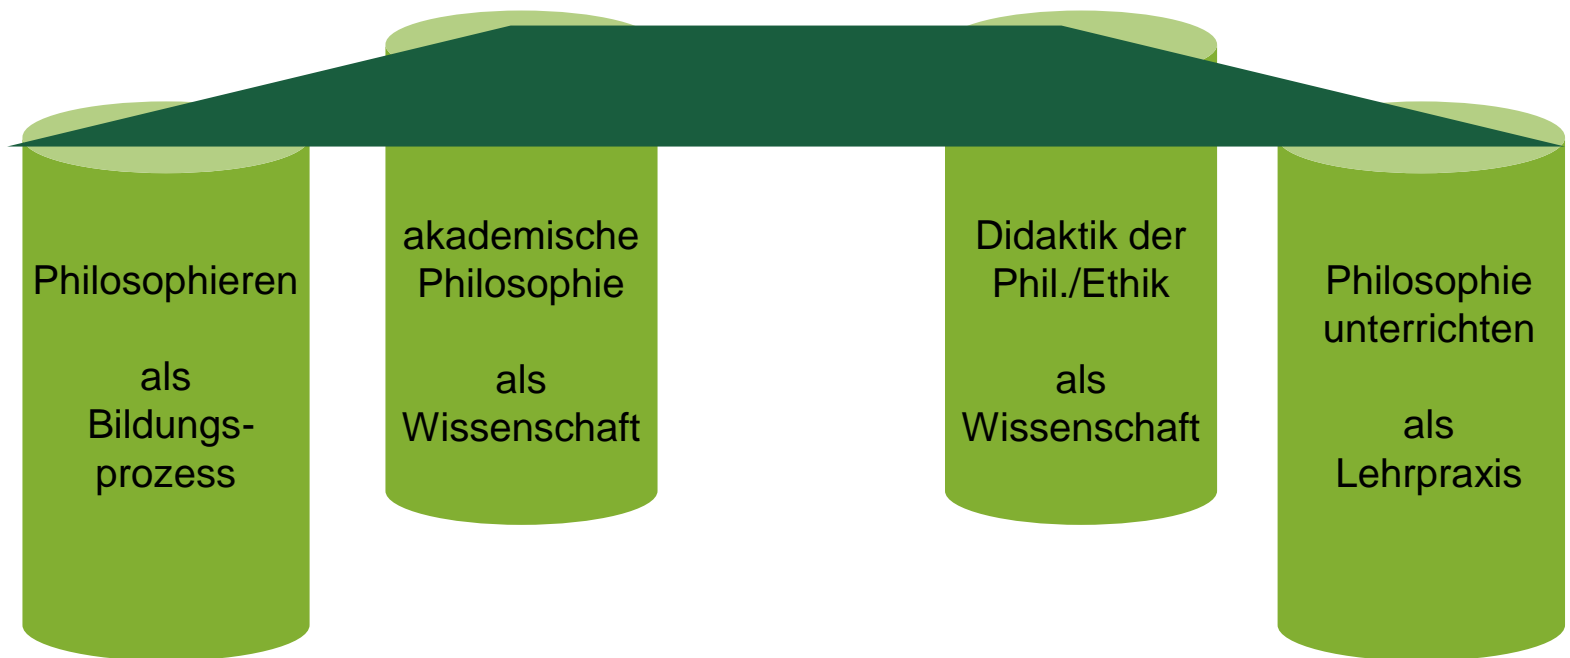 Philosophieren
als
Bildungs-
prozess
akademische
Philosophie
als
Wissenschaft
Didaktik der
Phil./Ethik
als
Wissenschaft
Philosophie
unterrichten
als
Lehrpraxis